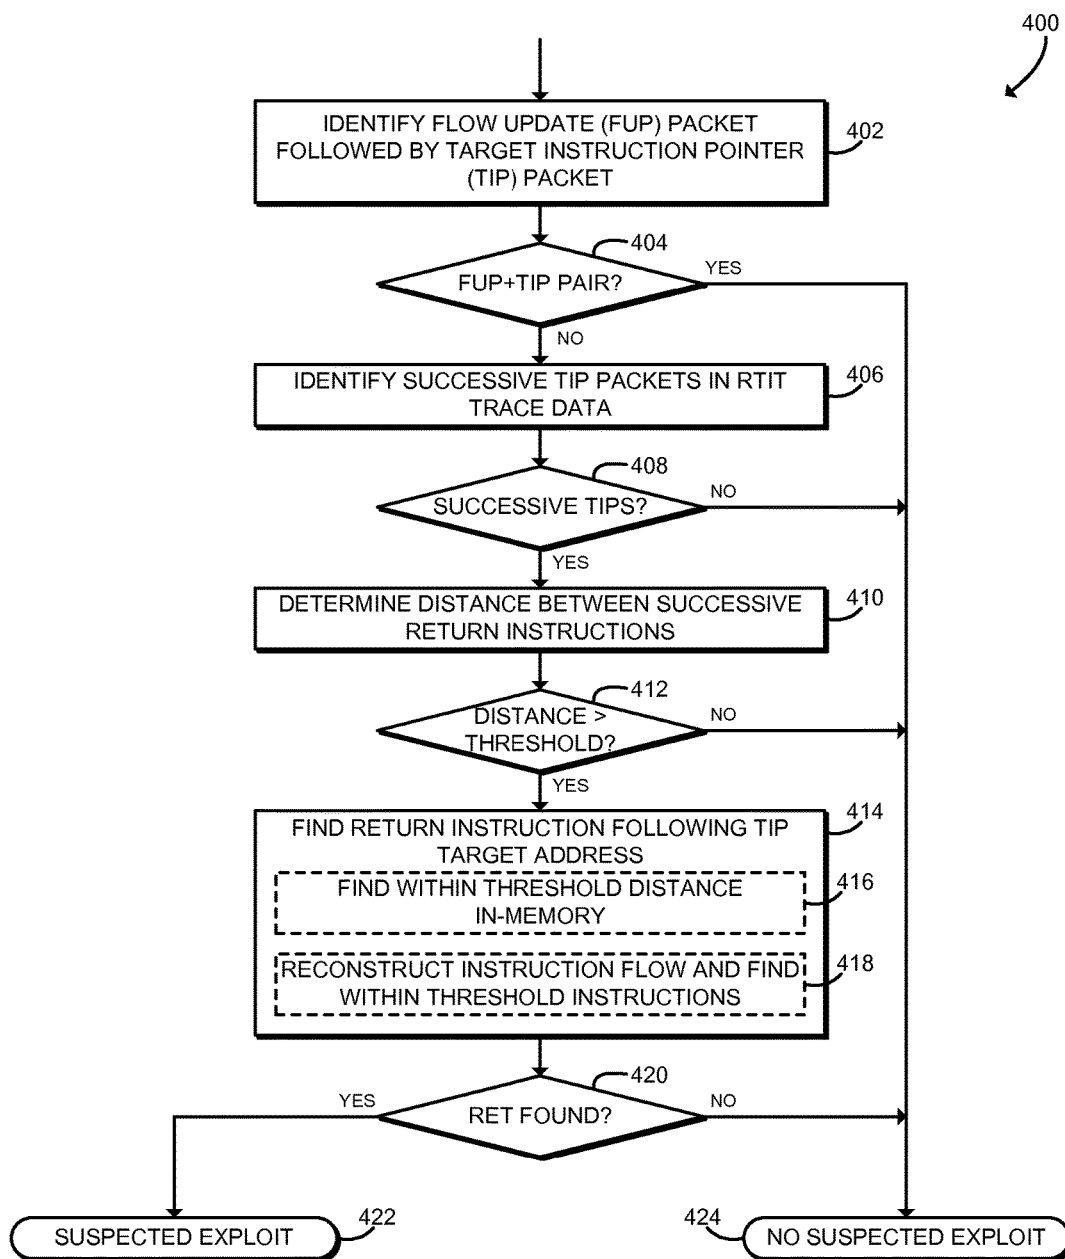 400
IDENTIFY FLOW UPDATE (FUP) PACKET
FOLLOWED BY TARGET INSTRUCTION POINTER
(TIP) PACKET
402
404
FUP+TIP PAIR?
YES
NO
IDENTIFY SUCCESSIVE TIP PACKETS IN RTIT
TRACE DATA
406
408
SUCCESSIVE TIPS?
NO
YES
DETERMINE DISTANCE BETWEEN SUCCESSIVE
RETURN INSTRUCTIONS
410
412
DISTANCE >
THRESHOLD?
NO
YES
FIND RETURN INSTRUCTION FOLLOWING TIP
TARGET ADDRESS
414
FIND WITHIN THRESHOLD DISTANCE
IN-MEMORY
416
RECONSTRUCT INSTRUCTION FLOW AND FIND
WITHIN THRESHOLD INSTRUCTIONS
418
420
YES
RET FOUND?
NO
SUSPECTED EXPLOIT
422
424
NO SUSPECTED EXPLOIT